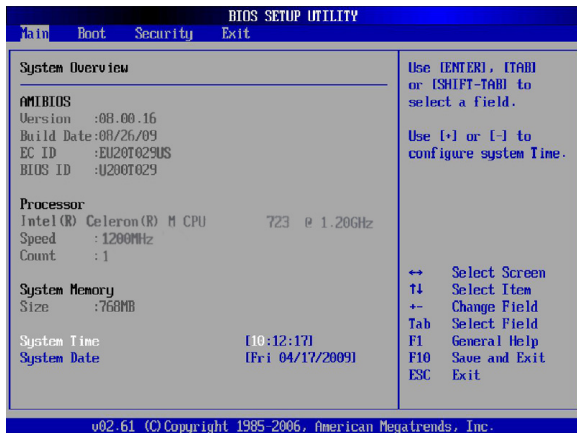 BIOS SETUP UTILITY
Main Boot Security Exit
System Overview
AMIBIOS
Version :08.00.16
Build Date:08/26/09
EC ID :EU20T029US
BIOS ID :U200T029
Processor
Intel(R) Celeron(R) M CPU 723 @ 1.20GHz
Speed :1200MHz
Count :1
System Memory
Size :768MB
System Time [10:12:17]
System Date [Fri 04/17/2009]
Use [ENTER], [TAB]
or [SHIFT-TAB] to
select a field.
Use [+] or [-] to
configure system Time.
↔ Select Screen
↑↓ Select Item
+- Change Field
Tab Select Field
F1 General Help
F10 Save and Exit
ESC Exit
v02.61 (C)Copyright 1985-2006, American Megatrends, Inc.